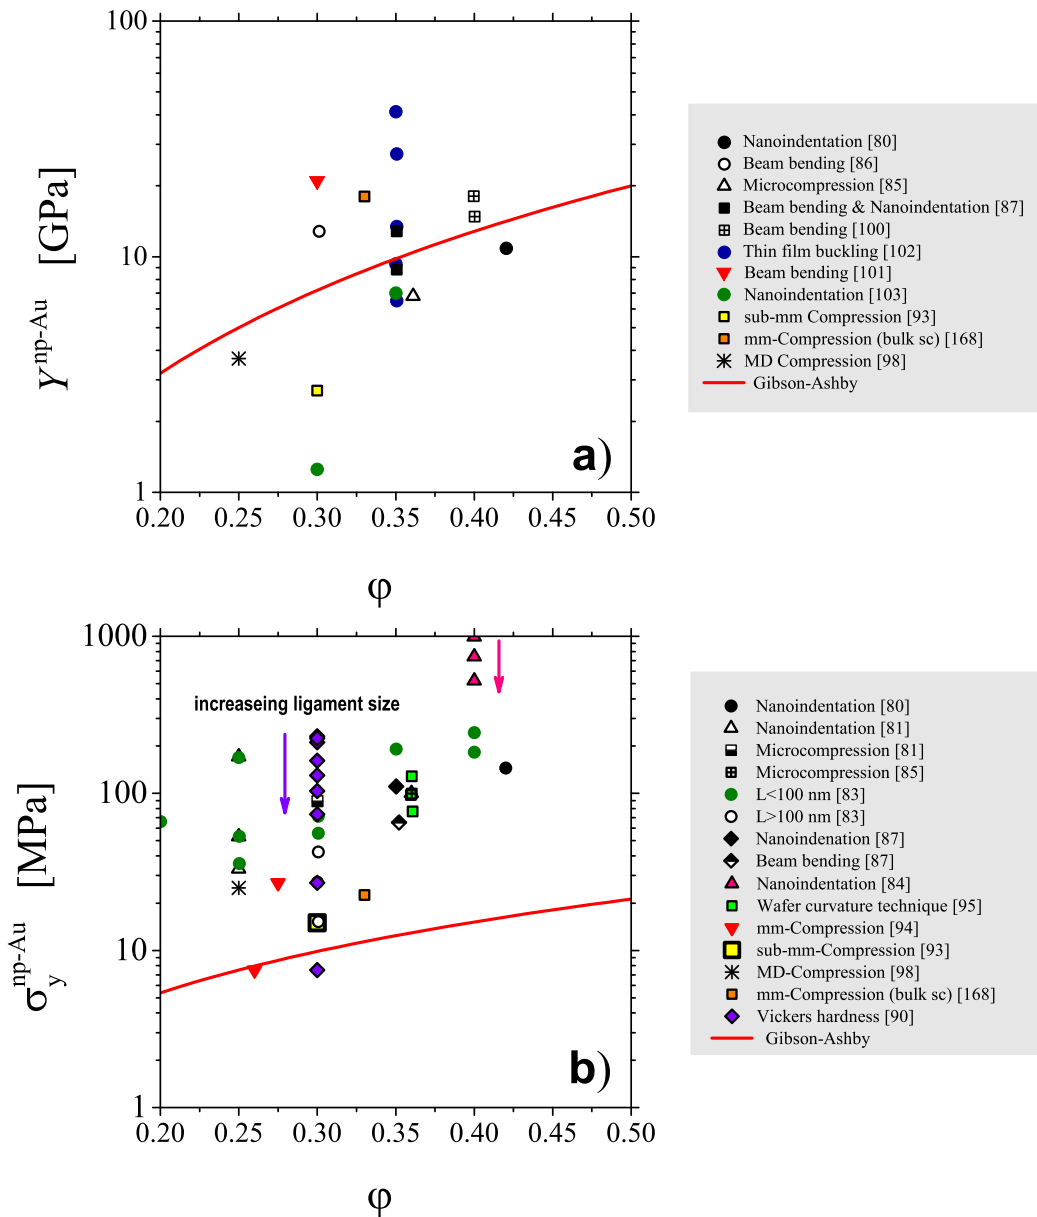 100
10
1
0.20 0.25 0.30 0.35 0.40 0.45 0.50
Y np-Au [GPa]
φ
a)
Nanoindentation [80]
Beam bending [86]
Microcompression [85]
Beam bending & Nanoindentation [87]
Beam bending [100]
Thin film buckling [102]
Beam bending [101]
Nanoindentation [103]
sub-mm Compression [93]
mm-Compression (bulk sc) [168]
MD Compression [98]
Gibson-Ashby
1000
100
10
1
0.20 0.25 0.30 0.35 0.40 0.45 0.50
σ y np-Au [MPa]
φ
increaseing ligament size
b)
Nanoindentation [80]
Nanoindentation [81]
Microcompression [81]
Microcompression [85]
L<100 nm [83]
L>100 nm [83]
Nanoindenation [87]
Beam bending [87]
Nanoindentation [84]
Wafer curvature technique [95]
mm-Compression [94]
sub-mm-Compression [93]
MD-Compression [98]
mm-Compression (bulk sc) [168]
Vickers hardness [90]
Gibson-Ashby